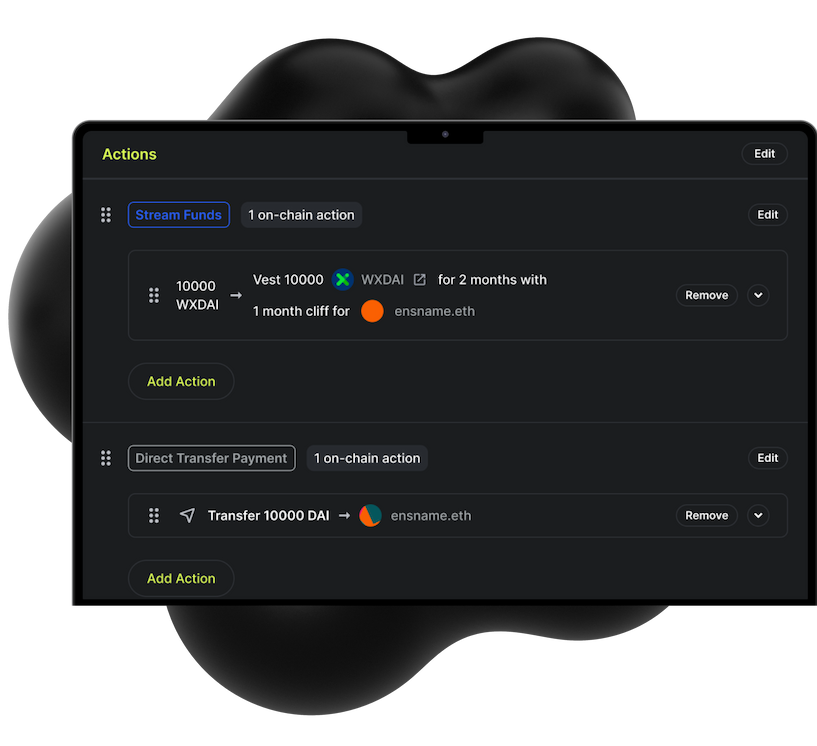 Actions
Edit
Stream Funds
1 on-chain action
Edit
10000
WXDAI
→
Vest 10000 WXDAI for 2 months with
1 month cliff for ensname.eth
Remove
Add Action
Direct Transfer Payment
1 on-chain action
Edit
Transfer 10000 DAI → ensname.eth
Remove
Add Action